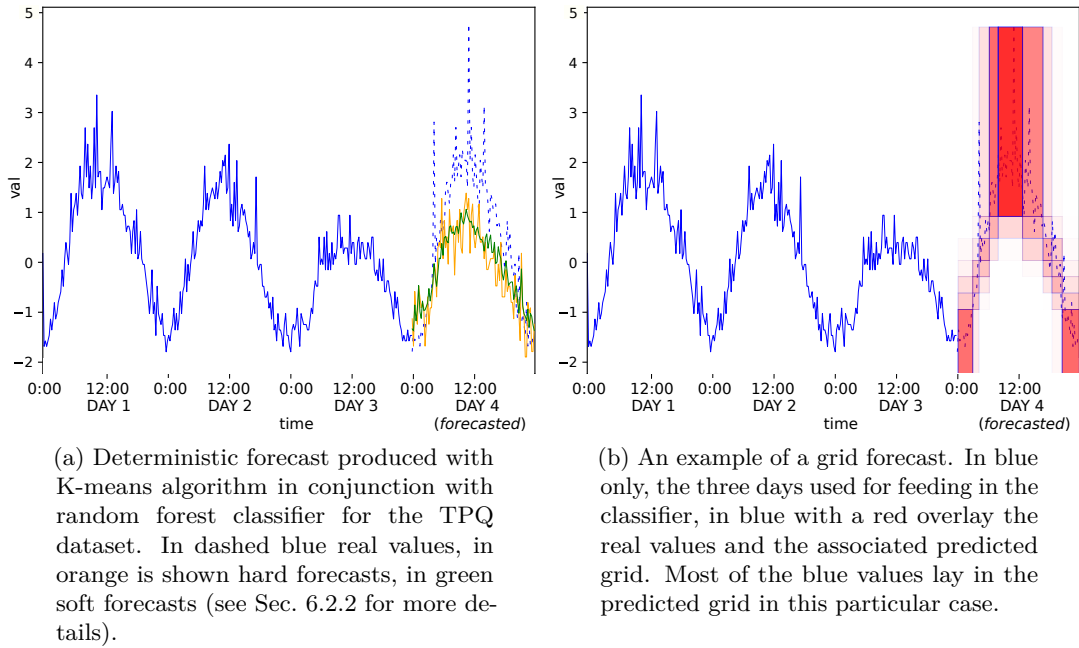 5
4
3
2
1
0
−1
−2
val
0:00 12:00 0:00 12:00 0:00 12:00 0:00 12:00
DAY 1 DAY 2 DAY 3 DAY 4
time (forecasted)
5
4
3
2
1
0
−1
−2
val
0:00 12:00 0:00 12:00 0:00 12:00 0:00 12:00
DAY 1 DAY 2 DAY 3 DAY 4
time (forecasted)
(a) Deterministic forecast produced with
K-means algorithm in conjunction with
random forest classifier for the TPQ
dataset. In dashed blue real values, in
orange is shown hard forecasts, in green
soft forecasts (see Sec. 6.2.2 for more de-
tails).
(b) An example of a grid forecast. In blue
only, the three days used for feeding in the
classifier, in blue with a red overlay the
real values and the associated predicted
grid. Most of the blue values lay in the
predicted grid in this particular case.